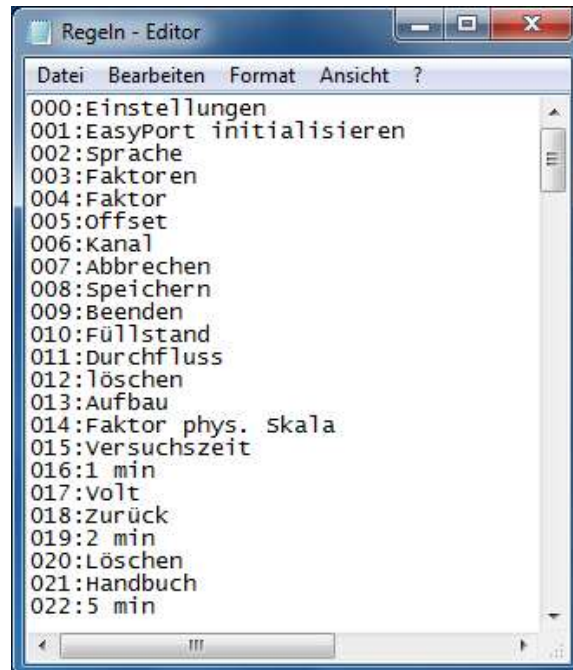 Regeln - Editor
Datei Bearbeiten Format Ansicht ?
000:Einstellungen
001:EasyPort initialisieren
002:Sprache
003:Faktoren
004:Faktor
005:Offset
006:Kanal
007:Abbrechen
008:Speichern
009:Beenden
010:Füllstand
011:Durchfluss
012:löschen
013:Aufbau
014:Faktor phys. Skala
015:Versuchszeit
016:1 min
017:Volt
018:Zurück
019:2 min
020:Löschen
021:Handbuch
022:5 min